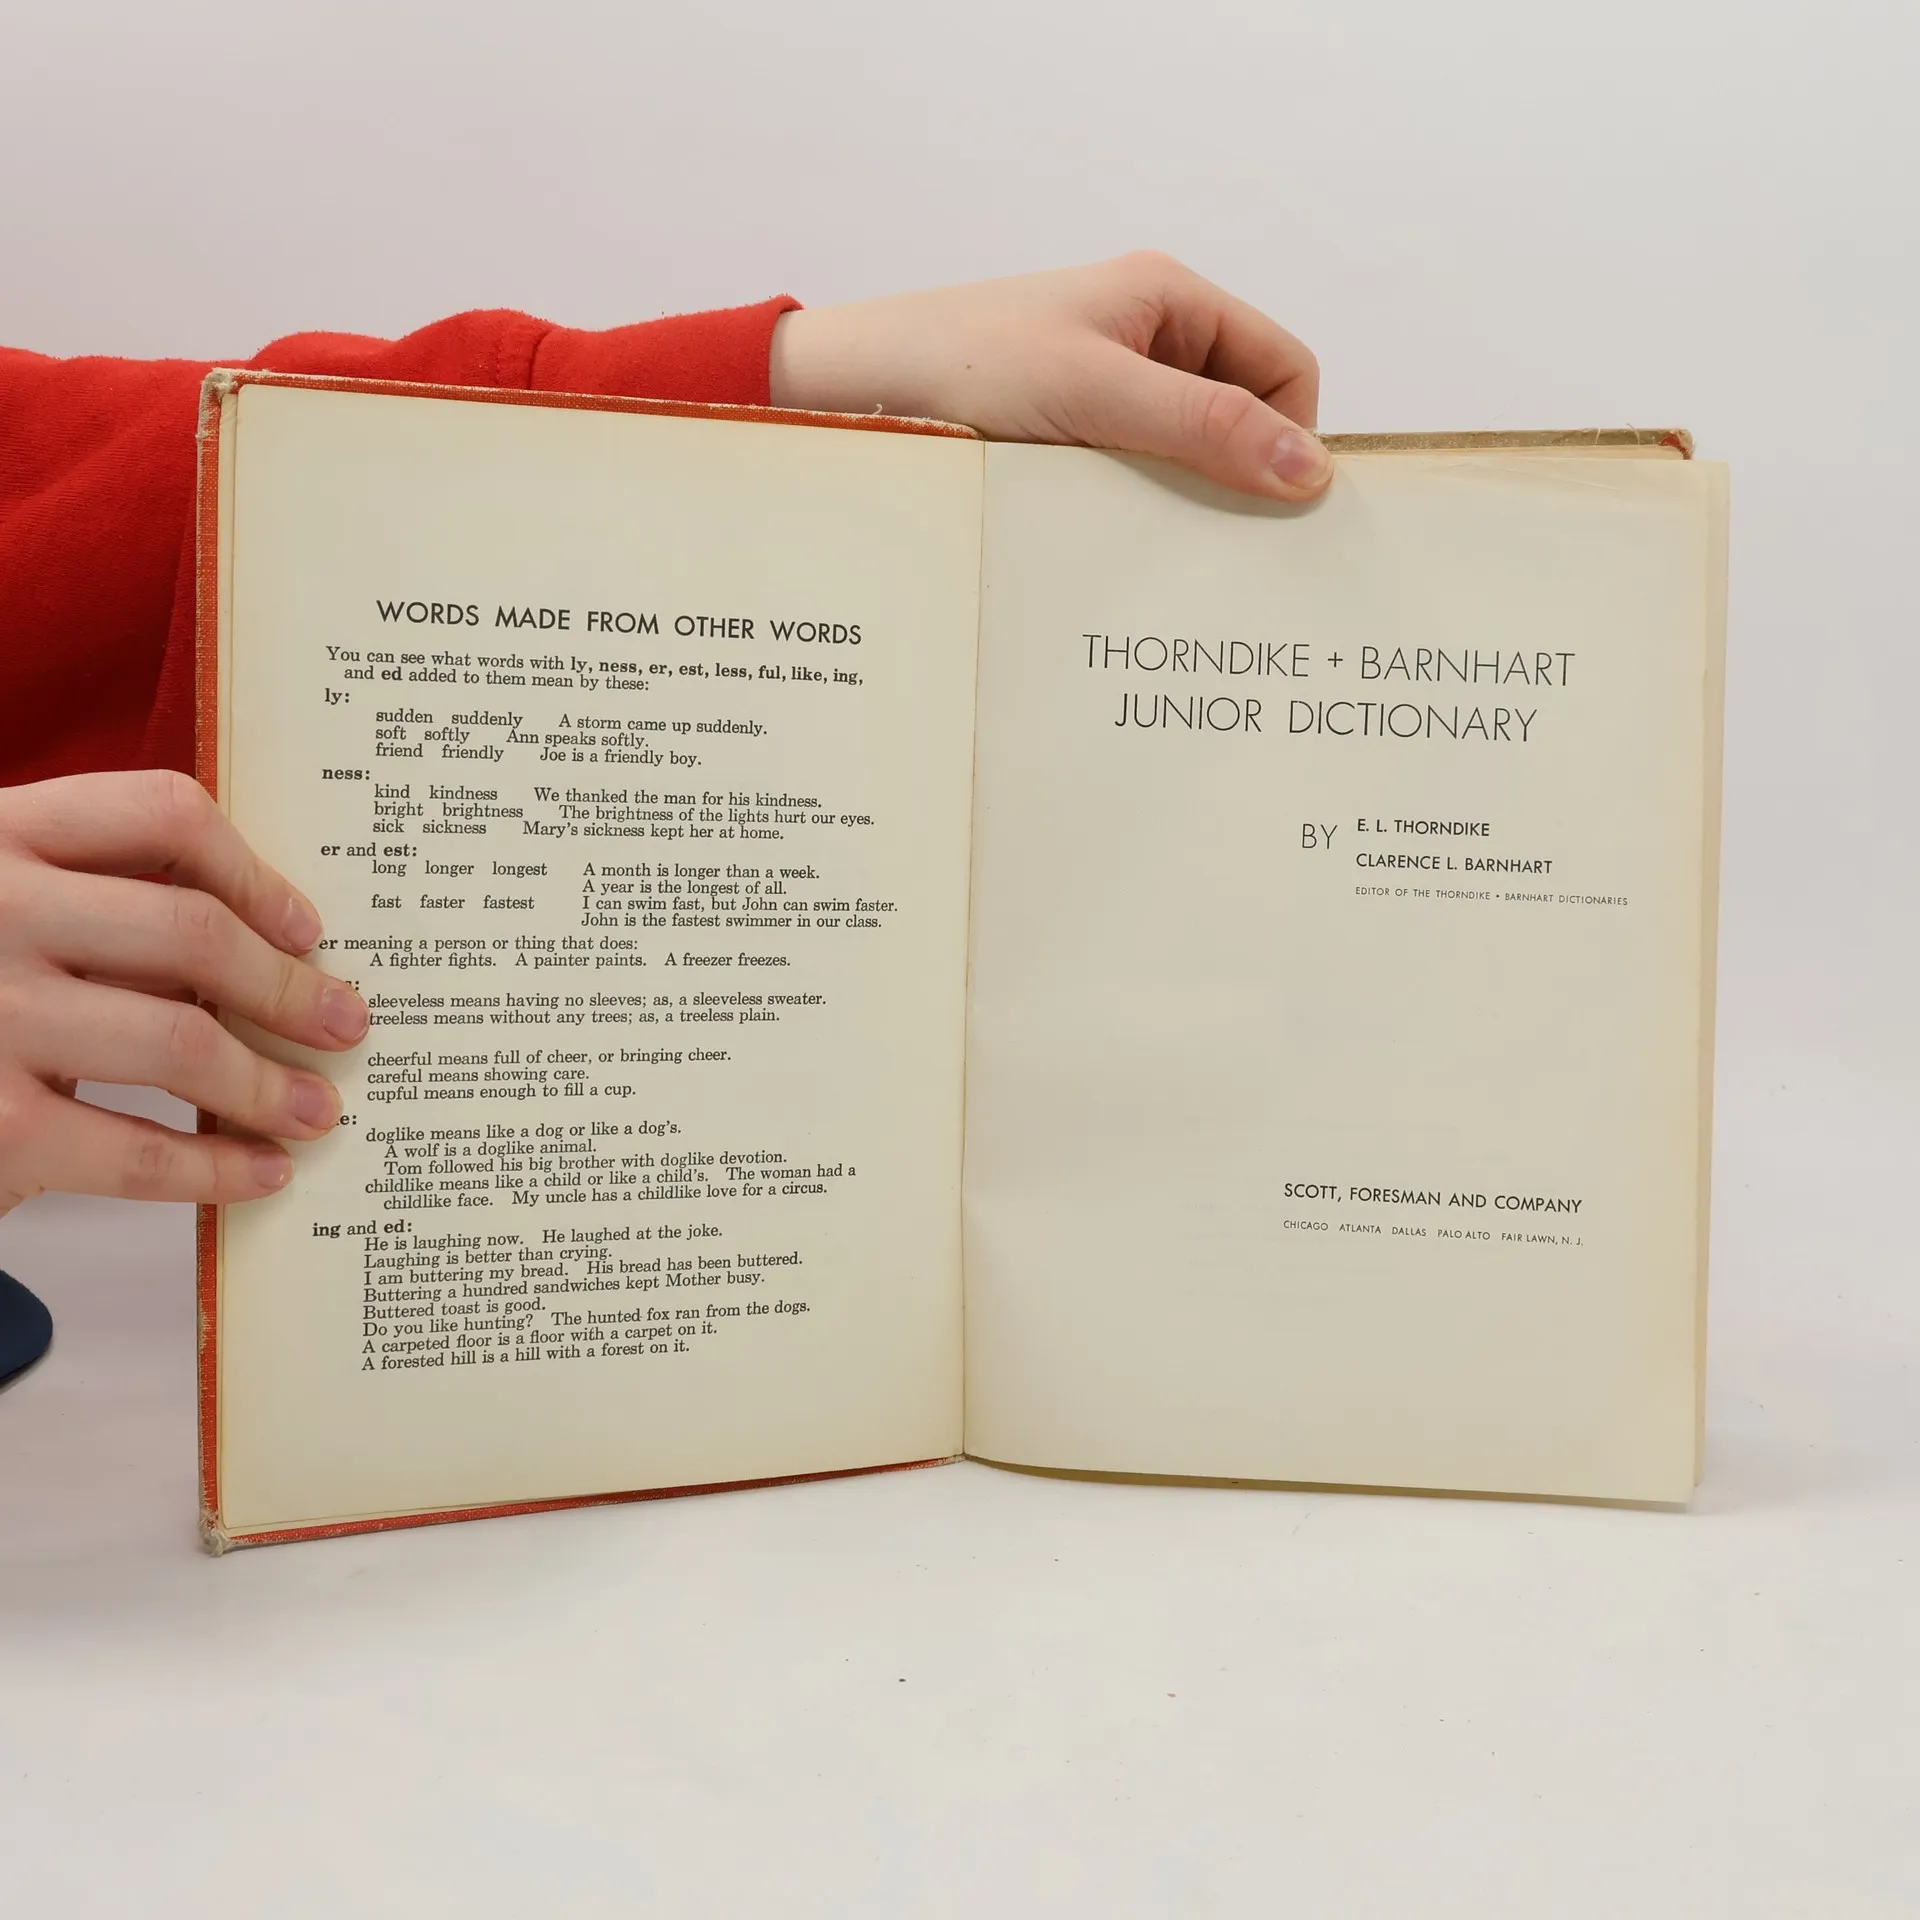 WORDS MADE FROM OTHER WORDS
You can see what words with ly, ness, er, est, less, ful, like, ing,
and ed added to them mean by these:
ly:
sudden suddenly A storm came up suddenly.
soft softly Ann speaks softly.
friend friendly Joe is a friendly boy.
ness:
kind kindness We thanked the man for his kindness.
bright brightness The brightness of the lights hurt our eyes.
sick sickness Mary's sickness kept her at home.
er and est:
long longer longest A month is longer than a week.
A year is the longest of all.
fast faster fastest I can swim fast, but John can swim faster.
John is the fastest swimmer in our class.
er meaning a person or thing that does:
A fighter fights. A painter paints. A freezer freezes.
sleeveless means having no sleeves; as, a sleeveless sweater.
treeless means without any trees; as, a treeless plain.
cheerful means full of cheer, or bringing cheer.
careful means showing care.
cupful means enough to fill a cup.
doglike means like a dog or like a dog's.
A wolf is a doglike animal.
Tom followed his big brother with doglike devotion.
childlike means like a child or like a child's. The woman had a
childlike face. My uncle has a childlike love for a circus.
ing and ed:
He is laughing now. He laughed at the joke.
Laughing is better than crying.
I am buttering my bread. His bread has been buttered.
Buttering a hundred sandwiches kept Mother busy.
Buttered toast is good.
Do you like hunting? The hunted fox ran from the dogs.
A carpeted floor is a floor with a carpet on it.
A forested hill is a hill with a forest on it.
THORNDIKE + BARNHART
JUNIOR DICTIONARY
BY E. L. THORNDIKE
CLARENCE L. BARNHART
EDITOR OF THE THORNDIKE • BARNHART DICTIONARIES
SCOTT, FORESMAN AND COMPANY
CHICAGO ATLANTA DALLAS PALO ALTO FAIR LAWN, N. J.